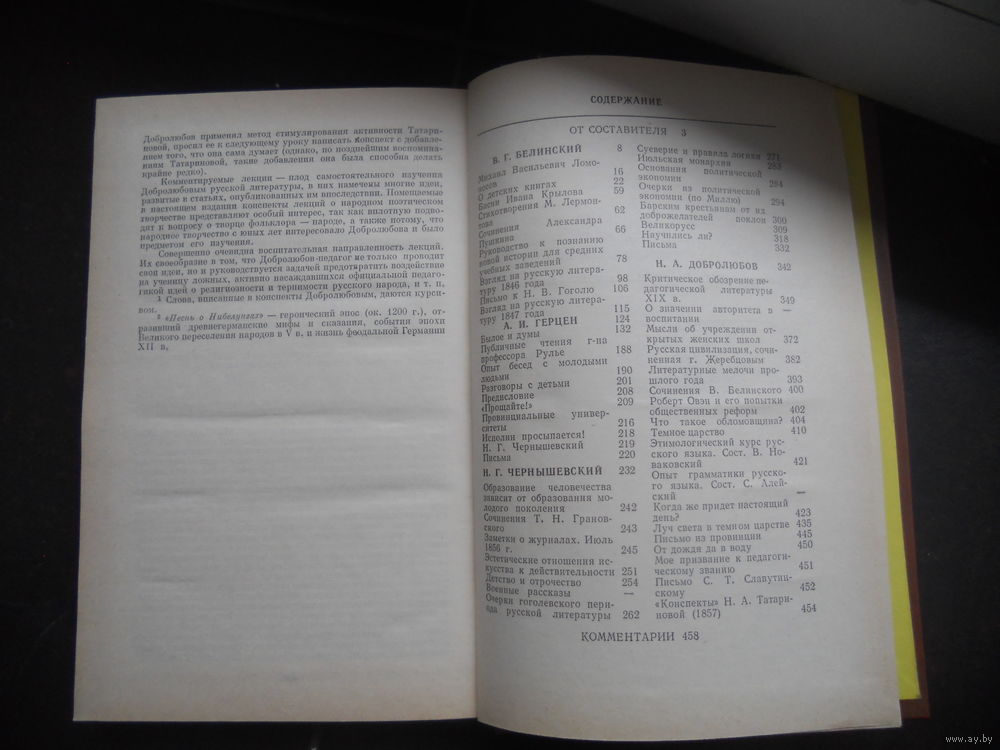 Добролюбов применил метод стимулирования активности Татари-
новой, просил ее к следующему уроку написать конспект с добавле-
нием того, что она сама думает (однако, по позднейшим воспомина-
ниям Татариновой, такие добавления она была способна делать
крайне редко).
Комментируемые лекции — плод самостоятельного изучения
Добролюбовым русской литературы, в них намечены многие идеи,
развитые в статьях, опубликованных им впоследствии. Помещаемые
в настоящем издании конспекты лекций о народном поэтическом
творчестве представляют особый интерес, так как вплотную подво-
дят к вопросу о творце фольклора — народе, а также потому, что
народное творчество с юных лет интересовало Добролюбова и было
предметом его изучения.
Совершенно очевидна воспитательная направленность лекций.
Их своеобразие в том, что Добролюбов-педагог не только проводит
свои идеи, но и руководствуется задачей предотвратить воздействие
на ученицу ложных, активно насаждавшихся официальной педаго-
гикой идей о религиозности и терпимости русского народа, и т. п.
¹ Слова, вписанные в конспекты Добролюбовым, даются курси-
вом.
² «Песнь о Нибелунгах» — героический эпос (ок. 1200 г.), от-
разивший древнегерманские мифы и сказания, события эпохи
Великого переселения народов в V в. и жизнь феодальной Германии
XII в.
СОДЕРЖАНИЕ
ОТ СОСТАВИТЕЛЯ 3
В. Г. БЕЛИНСКИЙ 8
Михаил Васильевич Ломо-
носов 16
О детских книгах 22
Басни Ивана Крылова 59
Стихотворения М. Лермон-
това 62
Сочинения Александра
Пушкина 66
Руководство к познанию
новой истории для средних
учебных заведений 78
Взгляд на русскую литера-
туру 1846 года 98
Письмо к Н. В. Гоголю 106
Взгляд на русскую литера-
туру 1847 года 115
А. И. ГЕРЦЕН 124
Былое и думы 132
Публичные чтения г-на
профессора Рулье 188
Опыт бесед с молодыми
людьми 190
Разговоры с детьми 201
Предисловие 208
«Прощайте!» 209
Провинциальные универ-
ситеты 216
Исполин просыпается! 218
Н. Г. Чернышевский 219
Письма 220
Н. Г. ЧЕРНЫШЕВСКИЙ 232
Образование человечества
зависит от образования мо-
лодого поколения 242
Сочинения Т. Н. Гранов-
ского 243
Заметки о журналах. Июль
1856 г. 245
Эстетические отношения ис-
кусства к действительности 251
Детство и отрочество 254
Военные рассказы —
Очерки гоголевского пери-
ода русской литературы 262
Суеверие и правила логики 271
Июльская монархия 283
Основания политической
экономии 284
Очерки из политической
экономии (по Миллю) 294
Барским крестьянам от их
доброжелателей поклон 300
Великорусс 309
Научились ли? 318
Письма 332
Н. А. ДОБРОЛЮБОВ 342
Критическое обозрение пе-
дагогической литературы
XIX в. 349
О значении авторитета в
воспитании —
Мысли об учреждении от-
крытых женских школ 372
Русская цивилизация, сочи-
ненная г. Жеребцовым 382
Литературные мелочи про-
шлого года 393
Сочинения В. Белинского 400
Роберт Овэн и его попытки
общественных реформ 402
Что такое обломовщина? 404
Темное царство 410
Этимологический курс рус-
ского языка. Сост. В. Но-
ваковский 421
Опыт грамматики русско-
го языка. Сост. С. Алей-
ский —
Когда же придет настоящий
день? 423
Луч света в темном царстве 435
Письмо из провинции 445
От дождя да в воду 450
Мое призвание к педагоги-
ческому званию 451
Письмо С. Т. Славутин-
скому 452
«Конспекты» Н. А. Татари-
новой (1857) 454
КОММЕНТАРИИ 458
www.ay.by